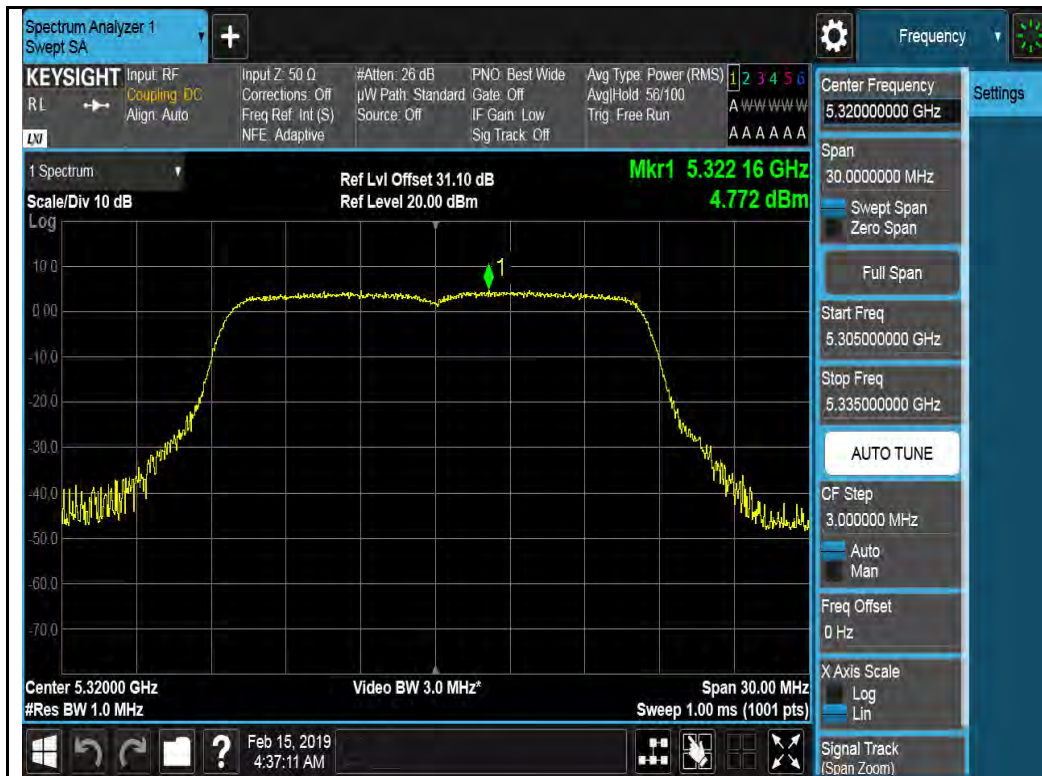 Spectrum Analyzer 1
Swept SA
+
Frequency
KEYSIGHT
RL
LXI
Input: RF
Coupling: DC
Align: Auto
Input Z: 50 Ω
Corrections: Off
Freq Ref: Int (S)
NFE: Adaptive
#Atten: 26 dB
µW Path: Standard
Source: Off
PNO: Best Wide
Gate: Off
IF Gain: Low
Sig Track: Off
Avg Type: Power (RMS)
Avg|Hold: 56/100
Trig: Free Run
1 2 3 4 5 6
A W W W W W
A A A A A A
1 Spectrum
Scale/Div 10 dB
Ref Lvl Offset 31.10 dB
Ref Level 20.00 dBm
Mkr1 5.322 16 GHz
4.772 dBm
Log
10.0
0.00
-10.0
-20.0
-30.0
-40.0
-50.0
-60.0
-70.0
1
Center 5.32000 GHz
#Res BW 1.0 MHz
Video BW 3.0 MHz*
Span 30.00 MHz
Sweep 1.00 ms (1001 pts)
?
Feb 15, 2019
4:37:11 AM
Center Frequency
5.320000000 GHz
Span
30.0000000 MHz
Swept Span
Zero Span
Full Span
Start Freq
5.305000000 GHz
Stop Freq
5.335000000 GHz
AUTO TUNE
CF Step
3.000000 MHz
Auto
Man
Freq Offset
0 Hz
X Axis Scale
Log
Lin
Signal Track
(Span Zoom)
Settings